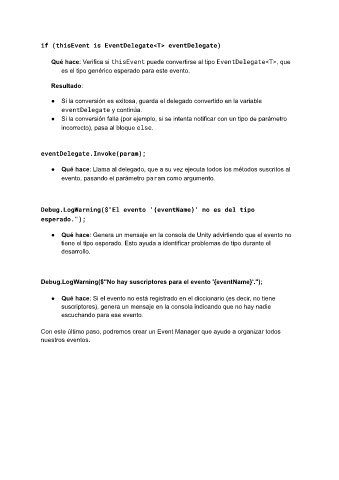 if (thisEvent is EventDelegate<T> eventDelegate)
Qué hace: Verifica si thisEvent puede convertirse al tipo EventDelegate<T>, que
es el tipo genérico esperado para este evento.
Resultado:
● Si la conversión es exitosa, guarda el delegado convertido en la variable
eventDelegate y continúa.
● Si la conversión falla (por ejemplo, si se intenta notificar con un tipo de parámetro
incorrecto), pasa al bloque else.
eventDelegate.Invoke(param);
● Qué hace: Llama al delegado, que a su vez ejecuta todos los métodos suscritos al
evento, pasando el parámetro param como argumento.
Debug.LogWarning($"El evento '{eventName}' no es del tipo
esperado.");
● Qué hace: Genera un mensaje en la consola de Unity advirtiendo que el evento no
tiene el tipo esperado. Esto ayuda a identificar problemas de tipo durante el
desarrollo.
Debug.LogWarning($"No hay suscriptores para el evento '{eventName}'.");
● Qué hace: Si el evento no está registrado en el diccionario (es decir, no tiene
suscriptores), genera un mensaje en la consola indicando que no hay nadie
escuchando para ese evento.
Con este último paso, podremos crear un Event Manager que ayude a organizar todos
nuestros eventos.